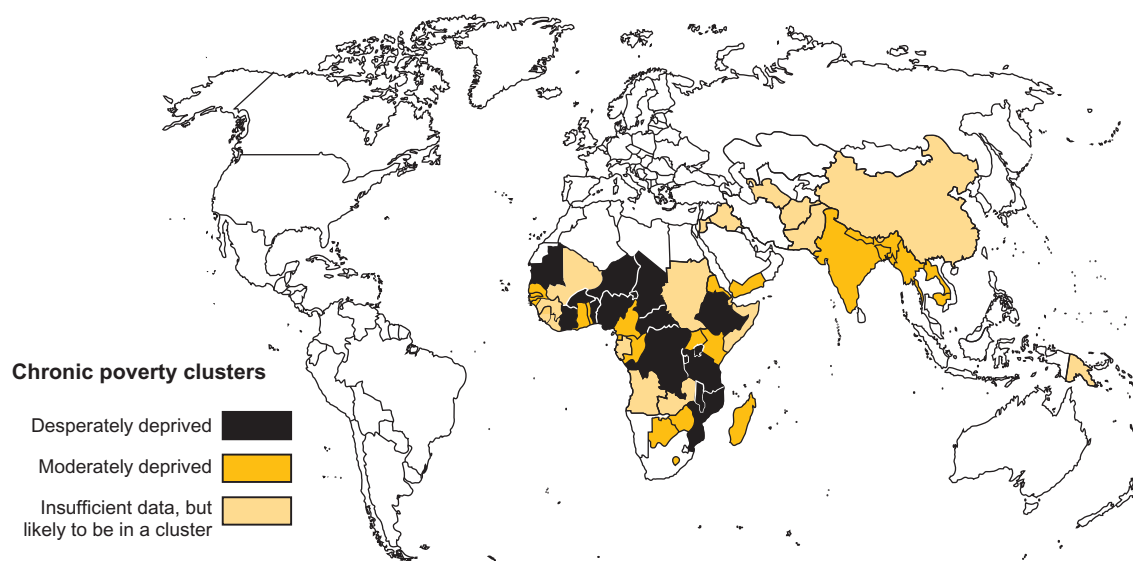 Chronic poverty clusters
Desperately deprived
Moderately deprived
Insufficient data, but
likely to be in a cluster